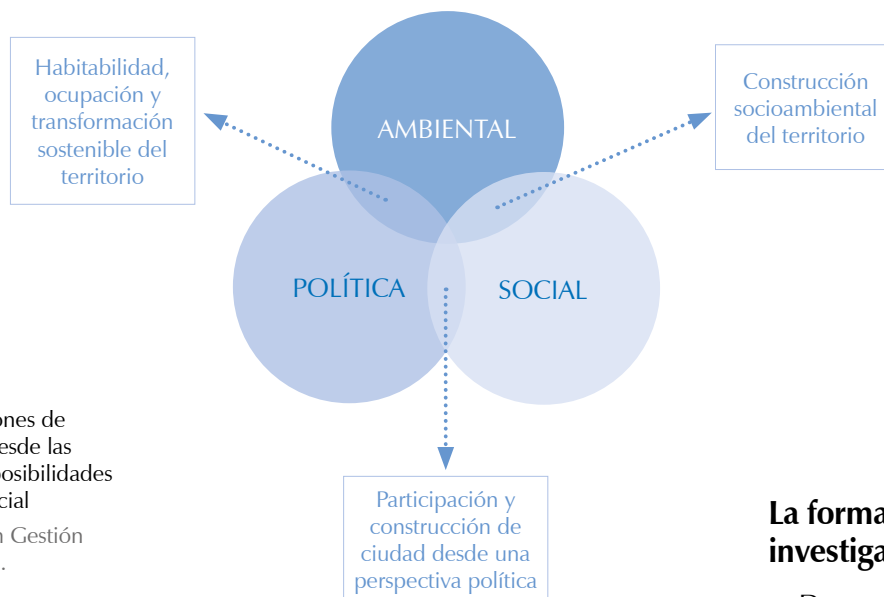 Habitabilidad,
ocupación y
transformación
sostenible del
territorio
AMBIENTAL
Construcción
socioambiental
del territorio
POLÍTICA
SOCIAL
Participación y
construcción de
ciudad desde una
perspectiva política
ones de
esde las
posibilidades
cial
n Gestión
.
La forma
investiga